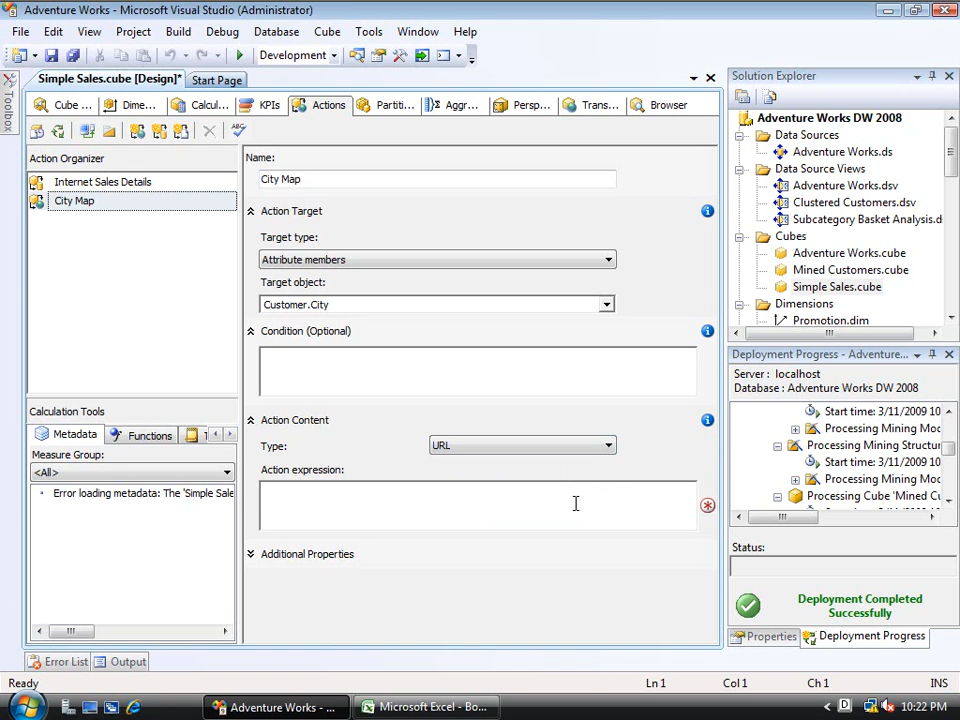 Adventure Works - Microsoft Visual Studio (Administrator)
File Edit View Project Build Debug Database Cube Tools Window Help
Development
Simple Sales.cube [Design]* Start Page
Cube ... Dime... Calcul... KPIs Actions Partiti... Aggr... Persp... Trans... Browser
Toolbox
Action Organizer
Internet Sales Details
City Map
Name:
City Map
Action Target
Target type:
Attribute members
Target object:
Customer.City
Condition (Optional)
Action Content
Type:
URL
Action expression:
Additional Properties
Calculation Tools
Metadata Functions T
Measure Group:
<All>
Error loading metadata: The 'Simple Sale
Solution Explorer
Adventure Works DW 2008
Data Sources
Adventure Works.ds
Data Source Views
Adventure Works.dsv
Clustered Customers.dsv
Subcategory Basket Analysis.d
Cubes
Adventure Works.cube
Mined Customers.cube
Simple Sales.cube
Dimensions
Promotion.dim
Deployment Progress - Adventure...
Server : localhost
Database : Adventure Works DW 2008
Start time: 3/11/2009 10
Processing Mining Moc
Processing Mining Structur
Start time: 3/11/2009 10
Processing Mining Moc
Processing Cube 'Mined Cu
Status:
Deployment Completed
Successfully
Properties Deployment Progress
Error List Output
Ready Ln 1 Col 1 Ch 1 INS
Adventure Works - ... Microsoft Excel - Bo... D 10:22 PM